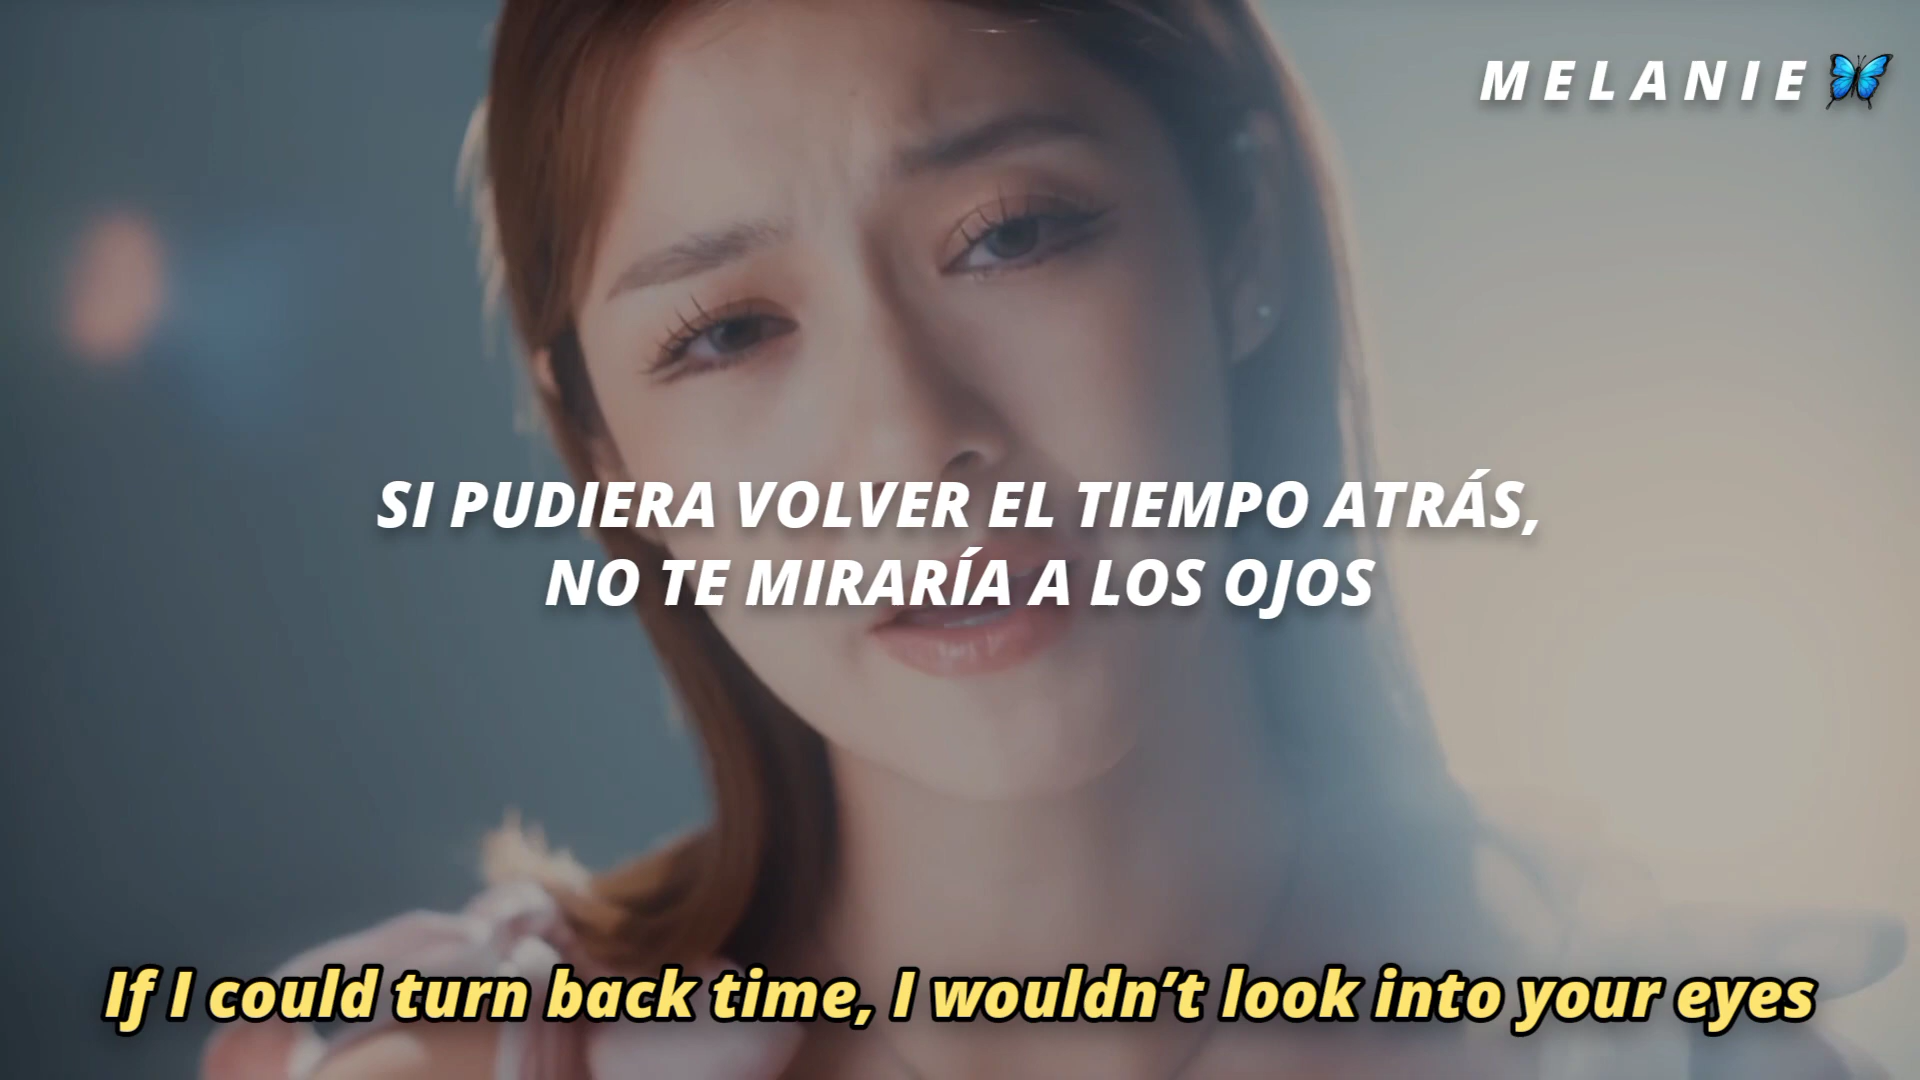 MELANIE
SI PUDIERA VOLVER EL TIEMPO ATRÁS,
NO TE MIRARÍA A LOS OJOS
If I could turn back time, I wouldn’t look into your eyes